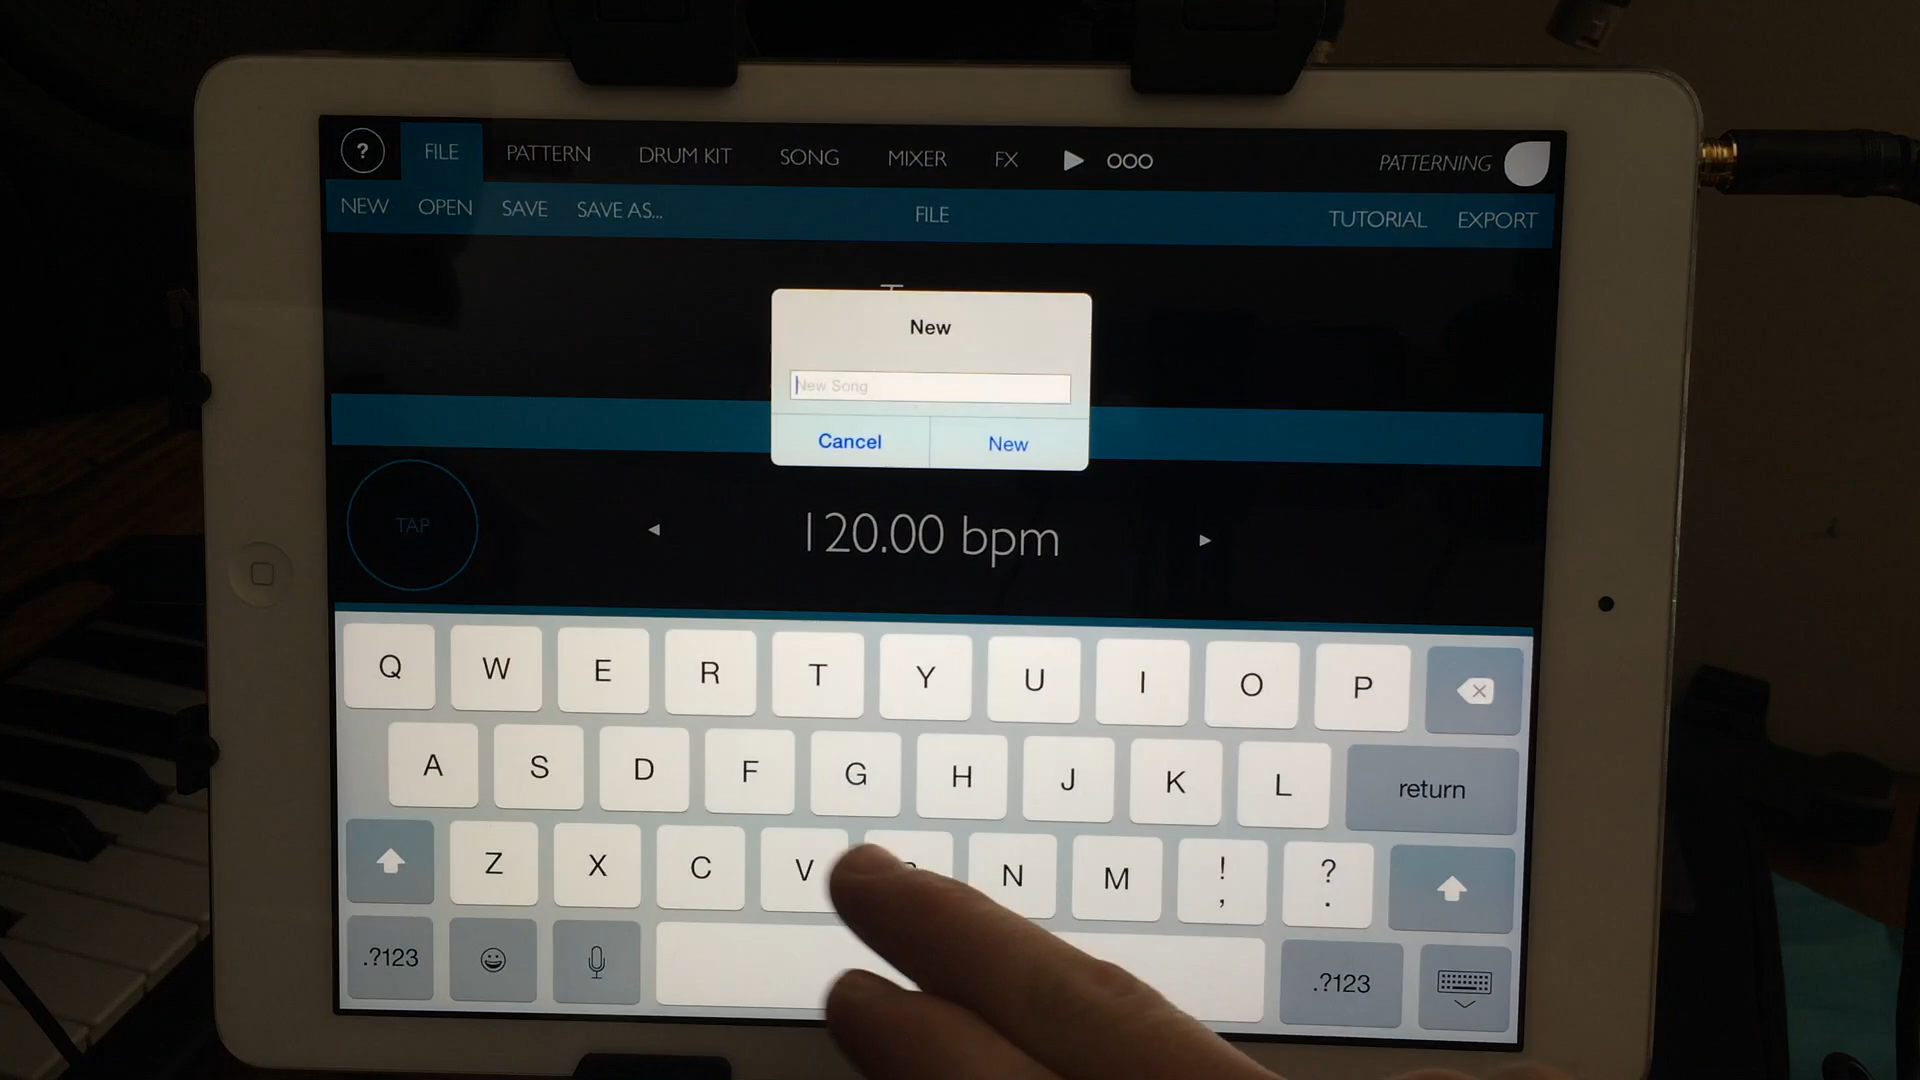 ? FILE PATTERN DRUM KIT SONG MIXER FX PATTERNING
NEW OPEN SAVE SAVE AS... FILE TUTORIAL EXPORT
New
New Song
Cancel New
TAP 120.00 bpm
Q W E R T Y U I O P
A S D F G H J K L return
Z X C V N M ! , ? .
.?123 .?123